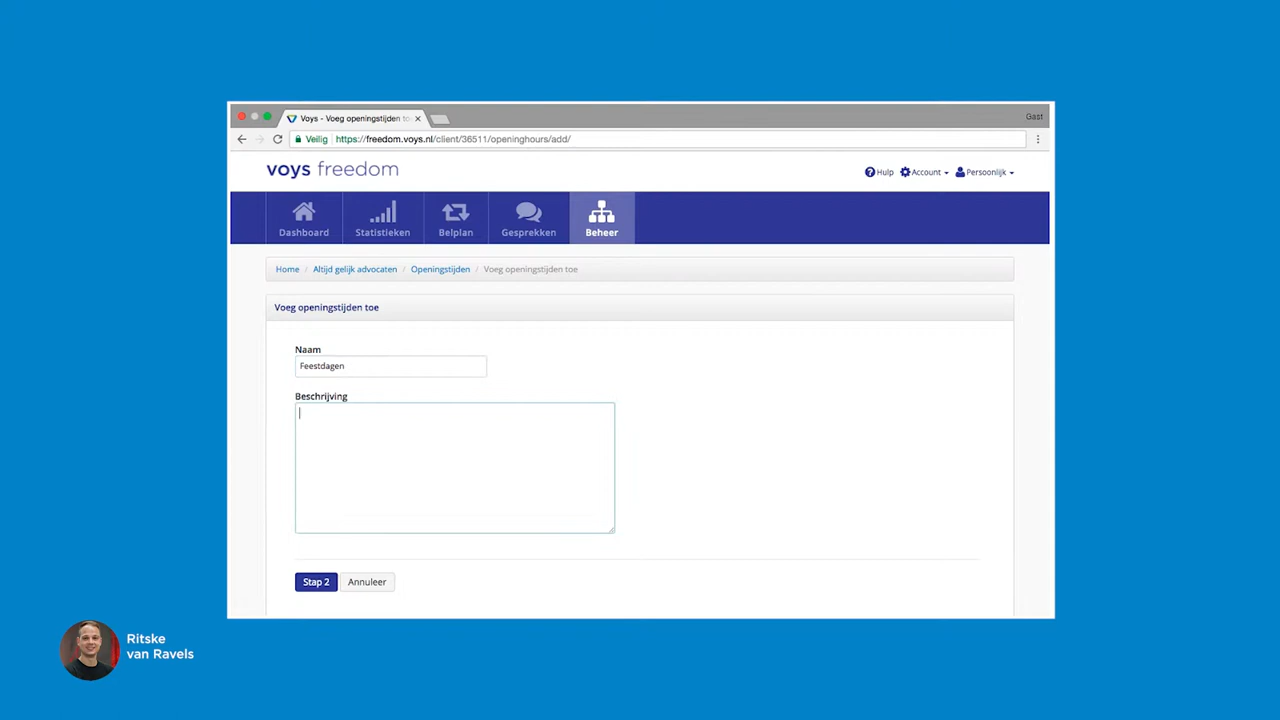 Voys - Voeg openingstijden to
Gast
Veilig https://freedom.voys.nl/client/36511/openinghours/add/
voys freedom
Hulp Account Persoonlijk
Dashboard Statistieken Belplan Gesprekken Beheer
Home / Altijd gelijk advocaten / Openingstijden / Voeg openingstijden toe
Voeg openingstijden toe
Naam
Feestdagen
Beschrijving
Stap 2 Annuleer
Ritske
van Ravels